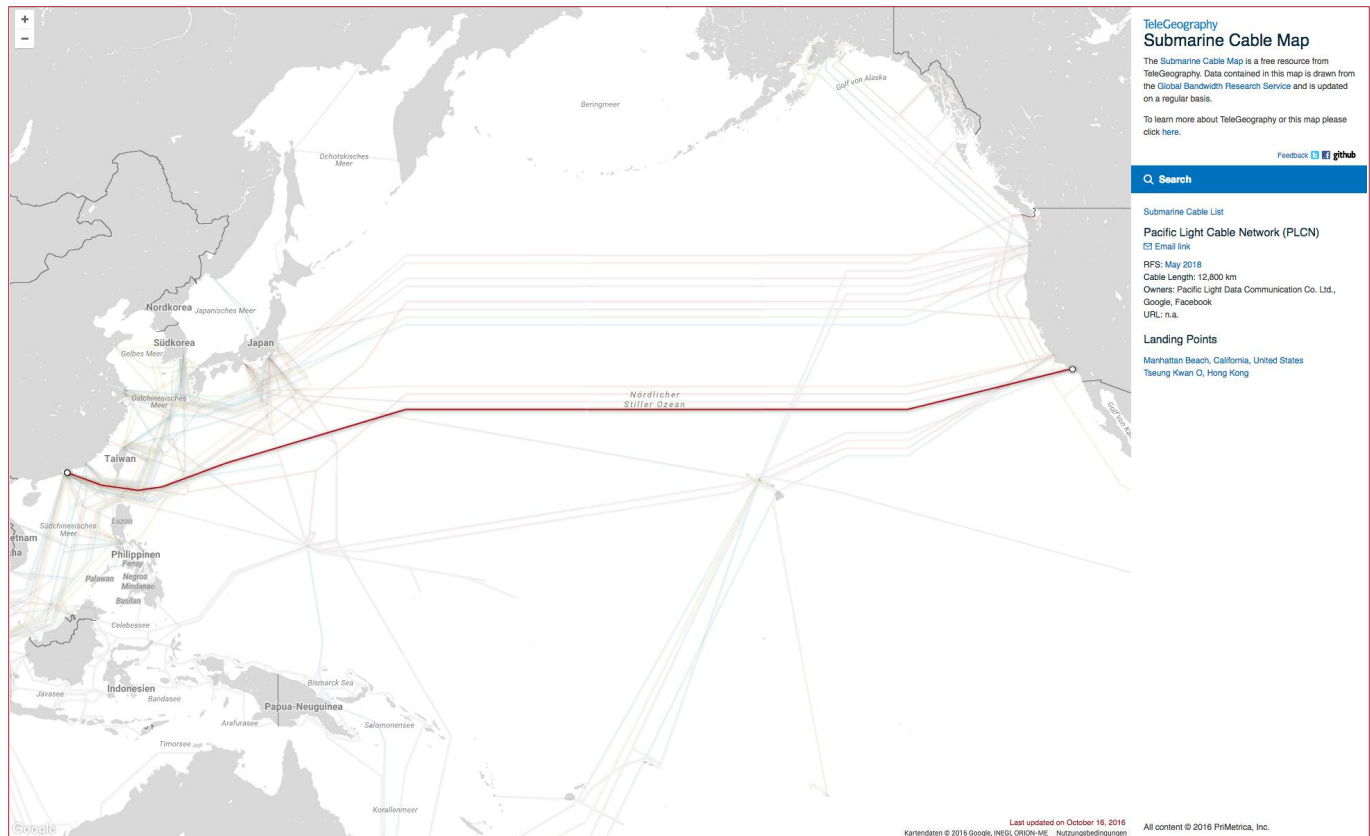 +
−
Golf von Alaska
Beringmeer
Ochotskisches
Meer
Nordkorea
Japanisches Meer
Südkorea
Japan
Gelbes Meer
Ostchinesisches
Meer
Nördlicher
Stiller Ozean
Taiwan
Südchinesisches
Meer
Luzon
etnam
cha
Philippinen
Panay
Palawan
Negros
Mindanao
Basilan
Celebessee
Bismarck Sea
Javasee
Indonesien
Bandasee
Papua-Neuguinea
Arafurasee
Salomonensee
Timorsee
Korallenmeer
Google
Last updated on October 16, 2016
Kartendaten © 2016 Google, INEGI, ORION-ME Nutzungsbedingungen
TeleGeography
Submarine Cable Map
The Submarine Cable Map is a free resource from
TeleGeography. Data contained in this map is drawn from
the Global Bandwidth Research Service and is updated
on a regular basis.
To learn more about TeleGeography or this map please
click here.
Feedback github
Search
Submarine Cable List
Pacific Light Cable Network (PLCN)
Email link
RFS: May 2018
Cable Length: 12,800 km
Owners: Pacific Light Data Communication Co. Ltd.,
Google, Facebook
URL: n.a.
Landing Points
Manhattan Beach, California, United States
Tseung Kwan O, Hong Kong
All content © 2016 PriMetrica, Inc.